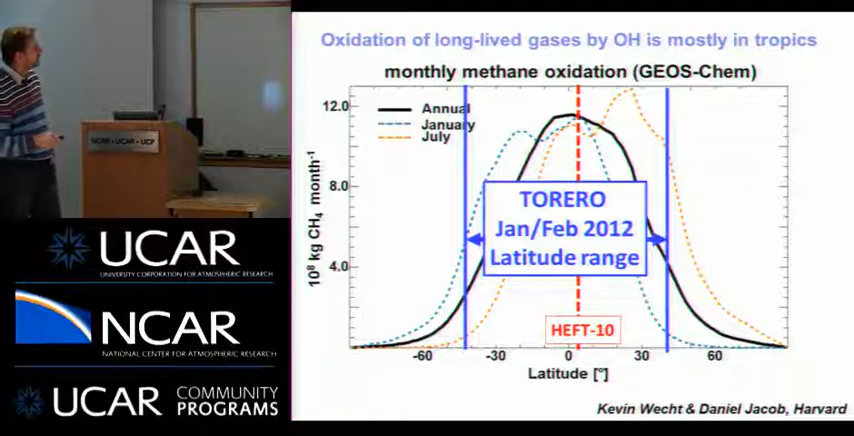 Oxidation of long-lived gases by OH is mostly in tropics
monthly methane oxidation (GEOS-Chem)
12.0
8.0
4.0
10⁸ kg CH₄ month⁻¹
Annual
January
July
TORERO
Jan/Feb 2012
Latitude range
HEFT-10
-60 -30 0 30 60
Latitude [°]
Kevin Wecht & Daniel Jacob, Harvard
NCAR • UCAR • UCP
UCAR
UNIVERSITY CORPORATION FOR ATMOSPHERIC RESEARCH
NCAR
NATIONAL CENTER FOR ATMOSPHERIC RESEARCH
UCAR COMMUNITY
PROGRAMS